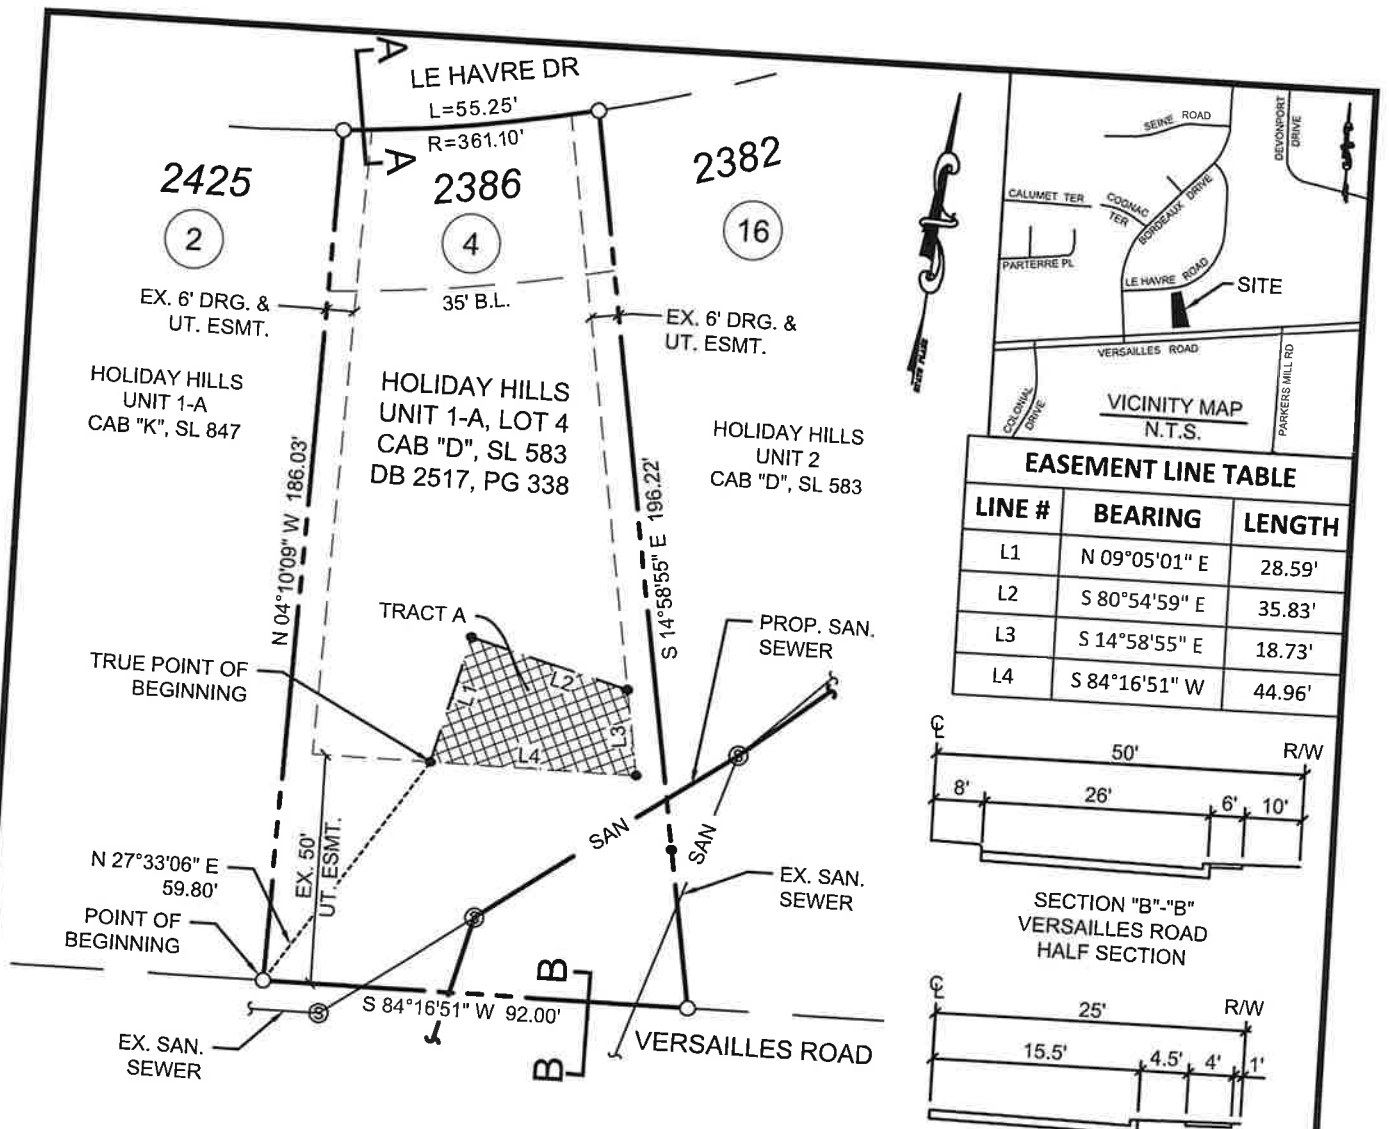 A
LE HAVRE DR
L=55.25'
R=361.10'
A
2425
2
2386
4
2382
16
35' B.L.
EX. 6' DRG. &
UT. ESMT.
EX. 6' DRG. &
UT. ESMT.
HOLIDAY HILLS
UNIT 1-A
CAB "K", SL 847
HOLIDAY HILLS
UNIT 1-A, LOT 4
CAB "D", SL 583
DB 2517, PG 338
HOLIDAY HILLS
UNIT 2
CAB "D", SL 583
N 04°10'09" W 186.03'
S 14°58'55" E 196.22'
TRACT A
TRUE POINT OF
BEGINNING
L1
L2
L3
L4
PROP. SAN.
SEWER
S
SAN
SAN
EX. 50'
UT. ESMT.
N 27°33'06" E
59.80'
POINT OF
BEGINNING
S
EX. SAN.
SEWER
B
S 84°16'51" W 92.00'
S
EX. SAN.
SEWER
B
VERSAILLES ROAD
SEINE ROAD
DEVONPORT
DRIVE
CALUMET TER
COGNAC
TER
BORDEAUX DRIVE
PARTERRE PL
LE HAVRE ROAD
SITE
VERSAILLES ROAD
COLONIAL
DRIVE
PARKERS MILL RD
VICINITY MAP
N.T.S.
EASEMENT LINE TABLE
LINE # BEARING LENGTH
L1 N 09°05'01" E 28.59'
L2 S 80°54'59" E 35.83'
L3 S 14°58'55" E 18.73'
L4 S 84°16'51" W 44.96'
50' R/W
8' 26' 6' 10'
SECTION "B"-"B"
VERSAILLES ROAD
HALF SECTION
25' R/W
15.5' 4.5' 4' 1'